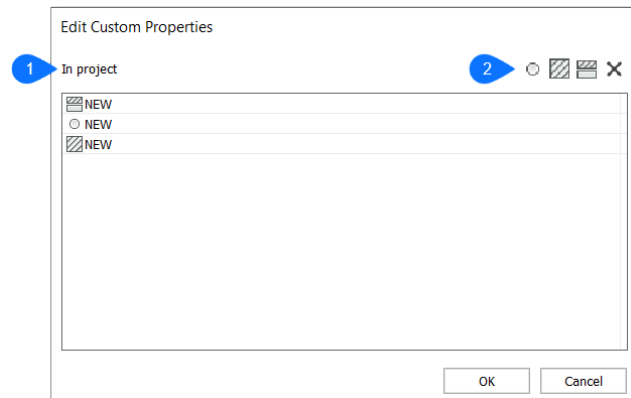 Edit Custom Properties
1 In project 2
NEW
NEW
NEW
OK Cancel